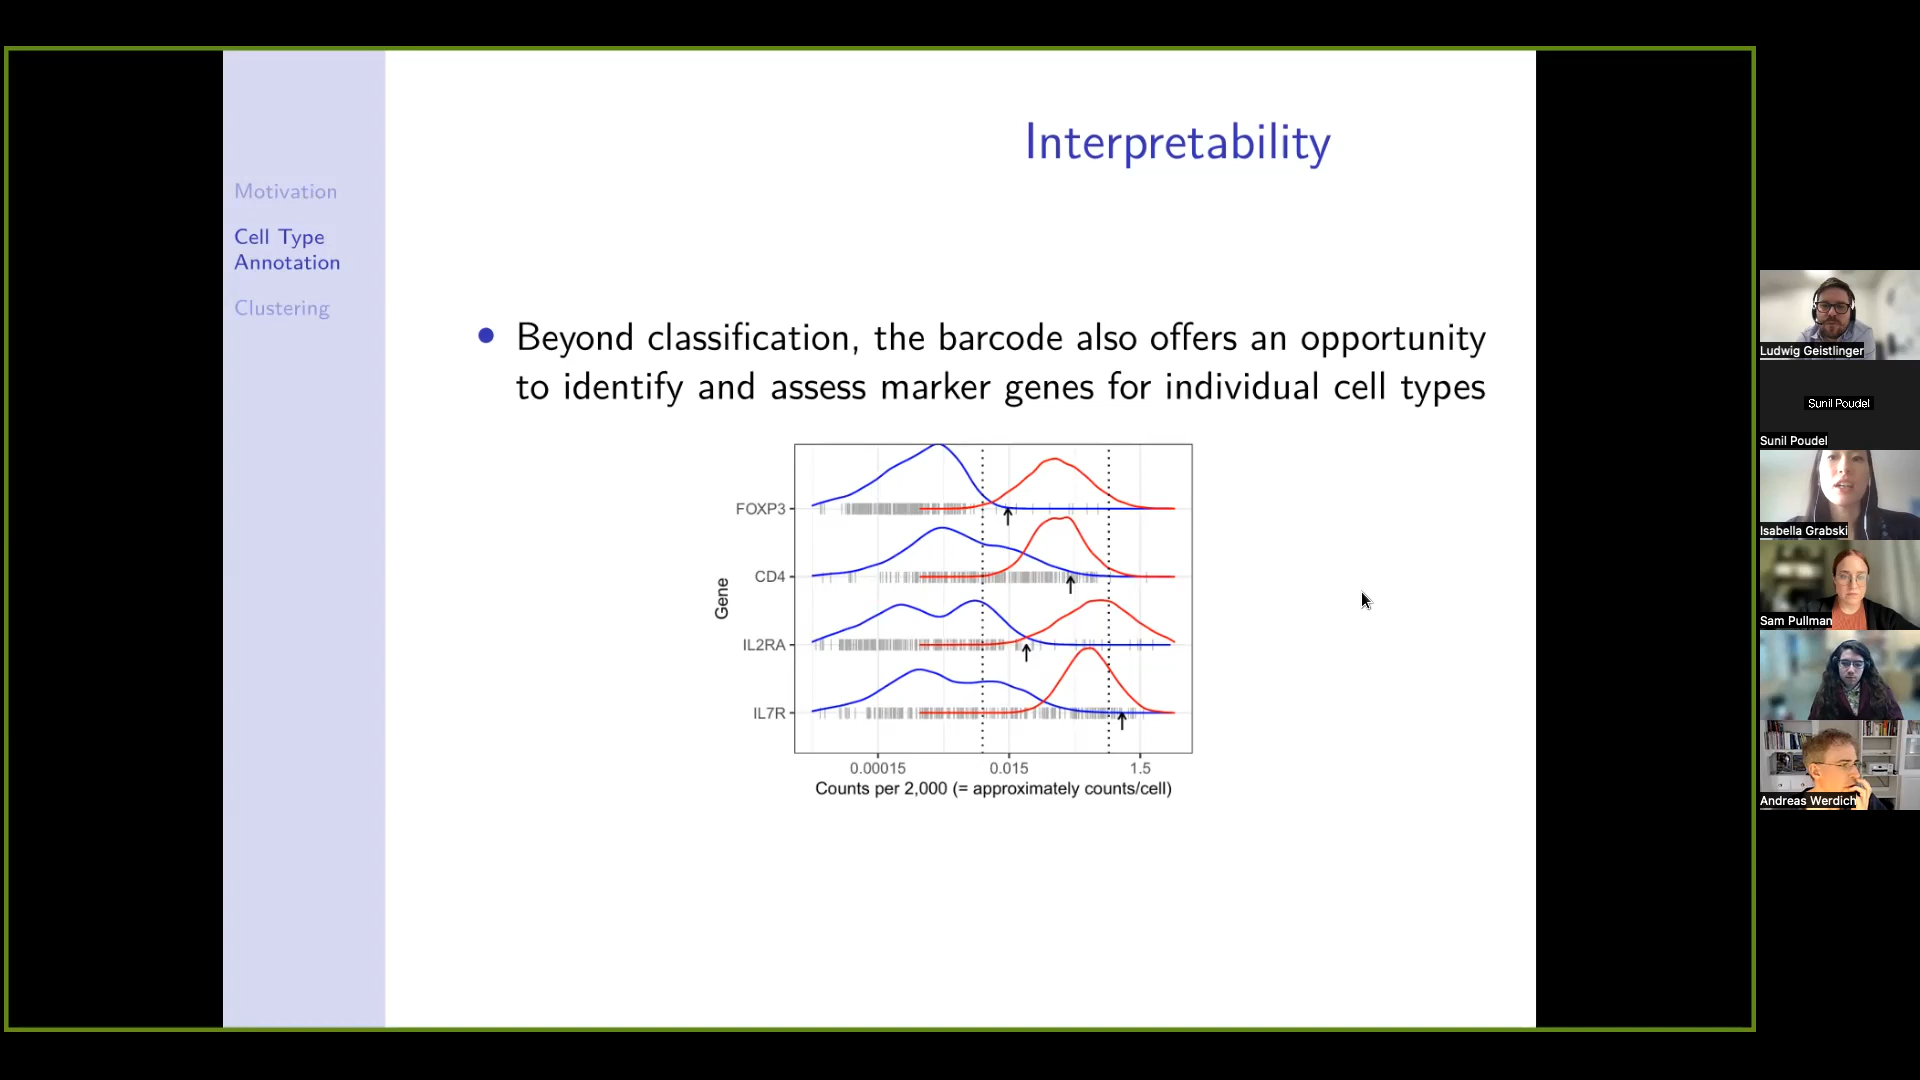 Interpretability
Motivation
Cell Type
Annotation
Clustering
Beyond classification, the barcode also offers an opportunity
to identify and assess marker genes for individual cell types
Gene
FOXP3
CD4
IL2RA
IL7R
0.00015 0.015 1.5
Counts per 2,000 (= approximately counts/cell)
Ludwig Geistlinger
Sunil Poudel
Sunil Poudel
Isabella Grabski
Sam Pullman
Andreas Werdich